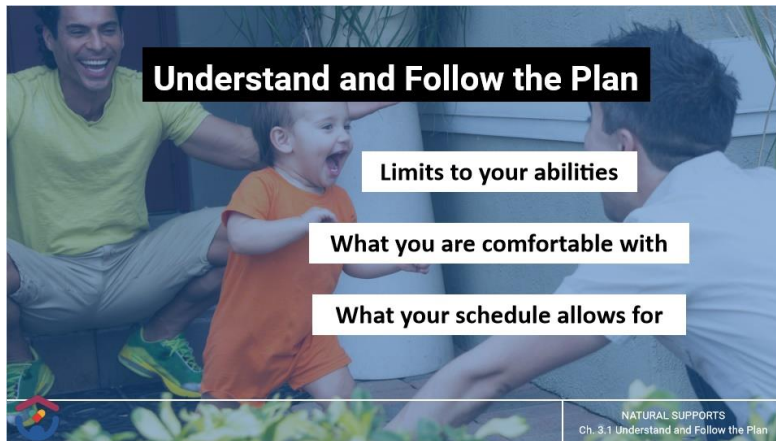 Understand and Follow the Plan
Limits to your abilities
What you are comfortable with
What your schedule allows for
NATURAL SUPPORTS
Ch. 3.1 Understand and Follow the Plan